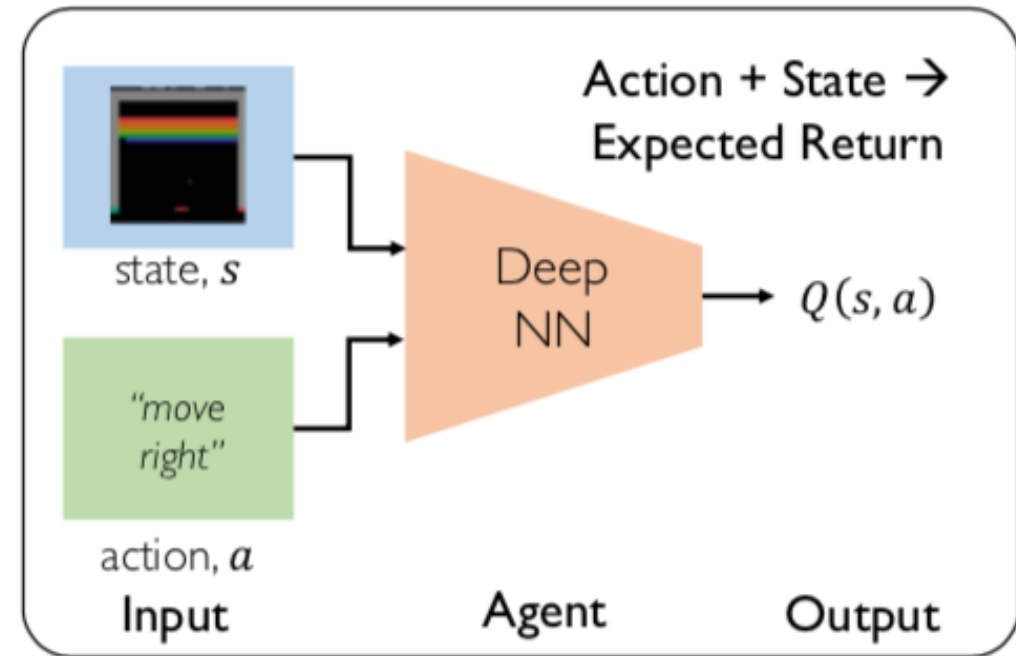 Action + State →
Expected Return
state, s
Deep
NN
Q(s, a)
“move
right”
action, a
Input
Agent
Output